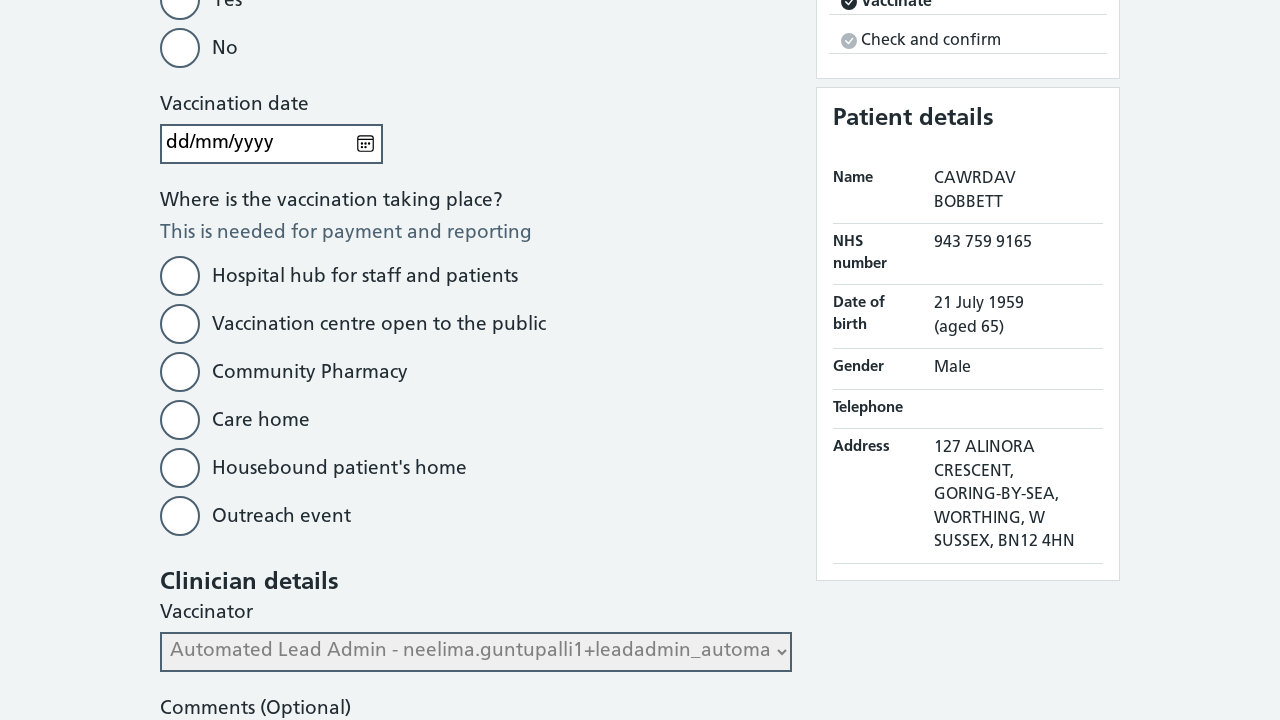 Yes
No
Vaccination date
dd/mm/yyyy
Where is the vaccination taking place?
This is needed for payment and reporting
Hospital hub for staff and patients
Vaccination centre open to the public
Community Pharmacy
Care home
Housebound patient's home
Outreach event
Clinician details
Vaccinator
Automated Lead Admin - neelima.guntupalli1+leadadmin_automa
Comments (Optional)
Vaccinate
Check and confirm
Patient details
Name
CAWRDAV
BOBBETT
NHS
number
943 759 9165
Date of
birth
21 July 1959
(aged 65)
Gender
Male
Telephone
Address
127 ALINORA
CRESCENT,
GORING-BY-SEA,
WORTHING, W
SUSSEX, BN12 4HN